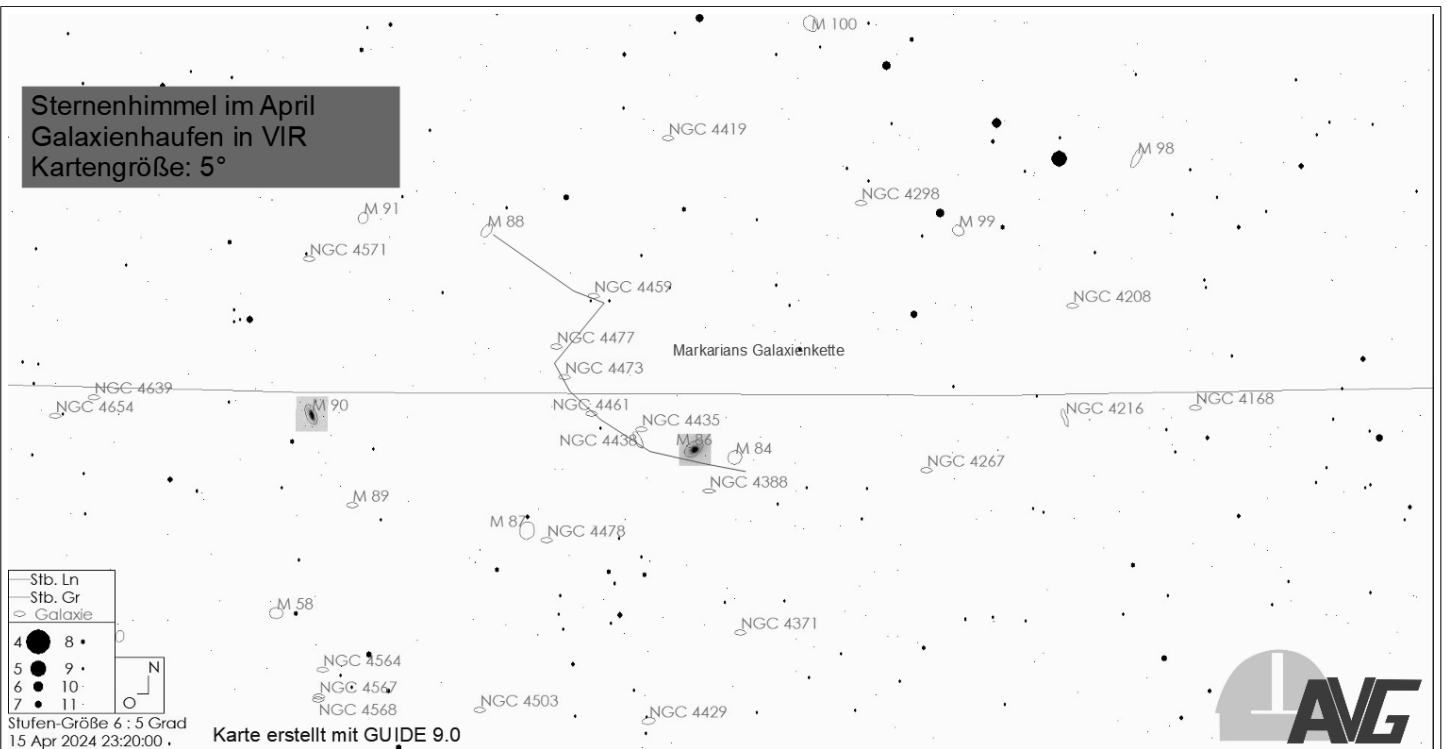 M 100
Sternenhimmel im April
Galaxienhaufen in VIR
Kartengröße: 5°
NGC 4419
M 98
NGC 4298
M 91
M 88
M 99
NGC 4571
NGC 4459
NGC 4208
NGC 4477
Markarians Galaxienkette
NGC 4473
NGC 4639
NGC 4654
M 90
NGC 4461
NGC 4216
NGC 4168
NGC 4435
NGC 4438
M 86
M 84
NGC 4267
NGC 4388
M 89
M 87
NGC 4478
Stb. Ln
Stb. Gr
Galaxie
M 58
NGC 4371
4 8
5 9
6 10
7 11
N
O
NGC 4564
NGC 4567
NGC 4568
NGC 4503
NGC 4429
AVG
Stufen-Größe 6 : 5 Grad
15 Apr 2024 23:20:00
Karte erstellt mit GUIDE 9.0